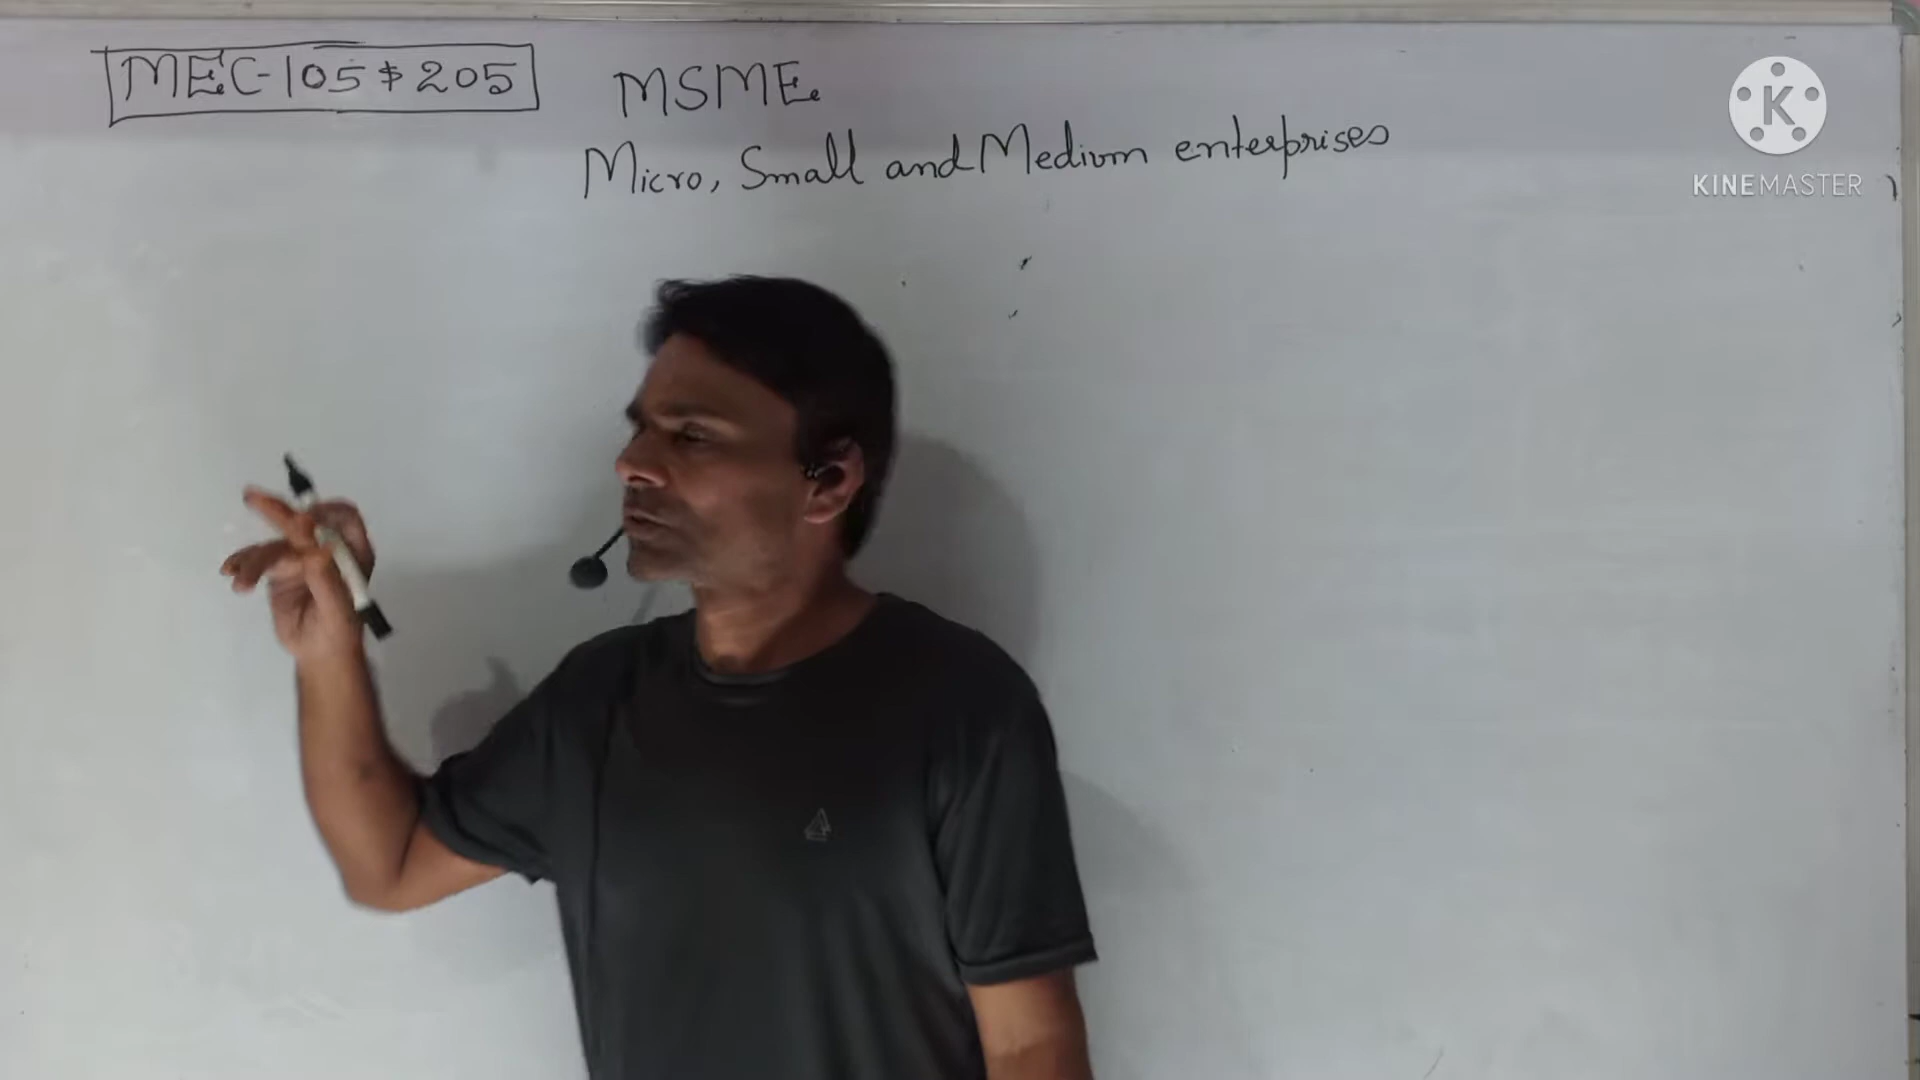 MEC-105 & 205
MSME
Micro, Small and Medium enterprises
K
KINEMASTER